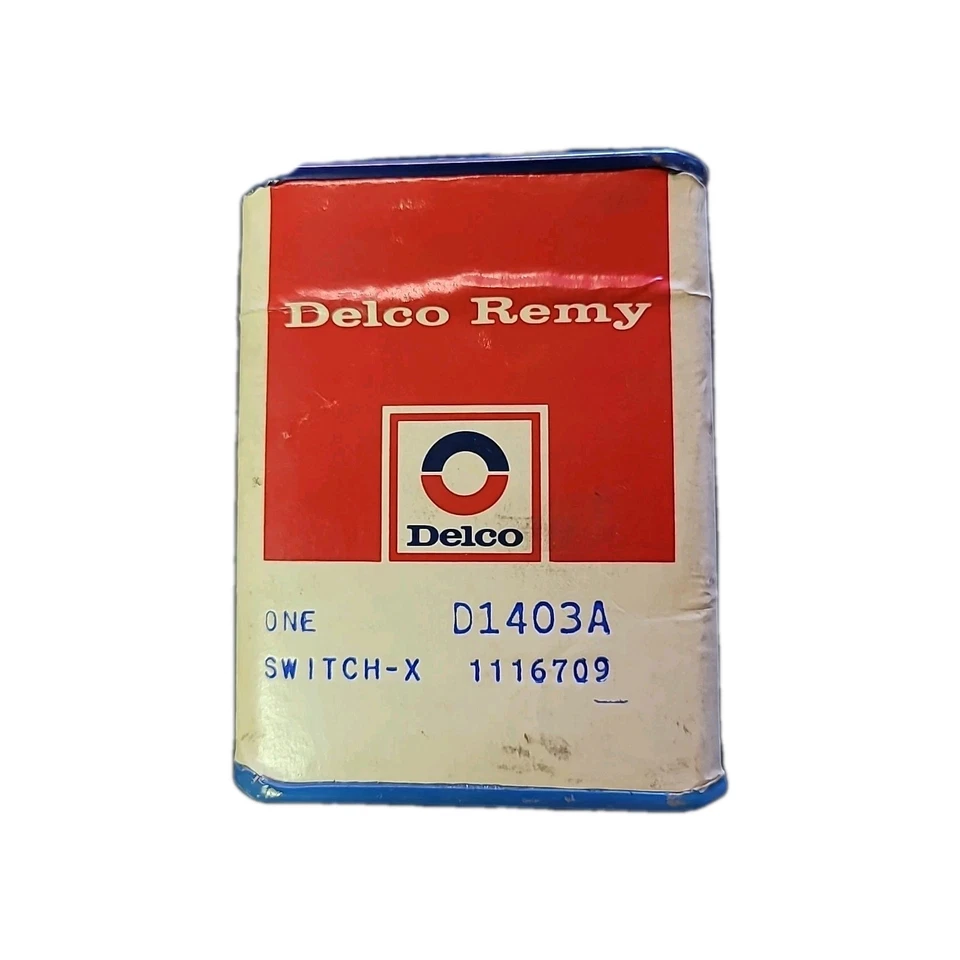 Delco Remy
Delco
ONE D1403A
SWITCH-X 1116709